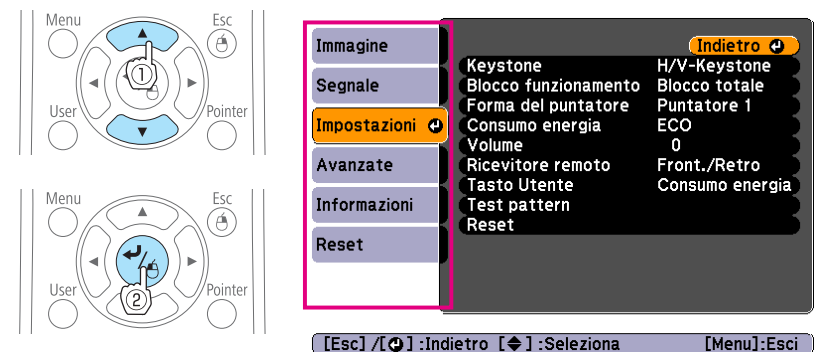 Menu
Esc
①
User
Pointer
Menu
Esc
User
②
Pointer
Immagine
Segnale
Impostazioni
Avanzate
Informazioni
Reset
Indietro
Keystone H/V-Keystone
Blocco funzionamento Blocco totale
Forma del puntatore Puntatore 1
Consumo energia ECO
Volume 0
Ricevitore remoto Front./Retro
Tasto Utente Consumo energia
Test pattern
Reset
[Esc] /[⏎] :Indietro [◆] :Seleziona [Menu]:Esci